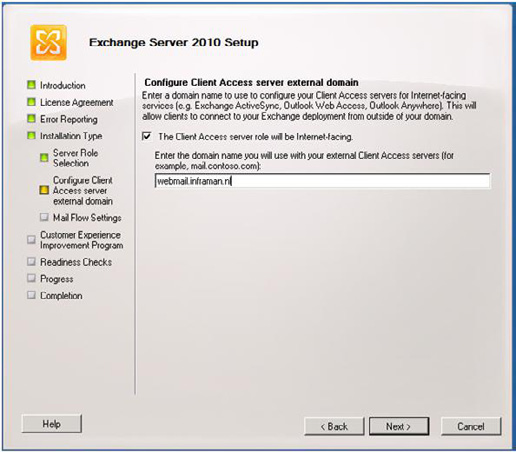 Exchange Server 2010 Setup
Introduction
License Agreement
Error Reporting
Installation Type
Server Role
Selection
Configure Client
Access server
external domain
Mail Flow Settings
Customer Experience
Improvement Program
Readiness Checks
Progress
Completion
Configure Client Access server external domain
Enter a domain name to use to configure your Client Access servers for Internet-facing
services (e.g. Exchange ActiveSync, Outlook Web Access, Outlook Anywhere). This will
allow clients to connect to your Exchange deployment from outside of your domain.
The Client Access server role will be Internet-facing.
Enter the domain name you will use with your external Client Access servers (for
example, mail.contoso.com):
webmail.inframan.nl
Help
< Back
Next >
Cancel